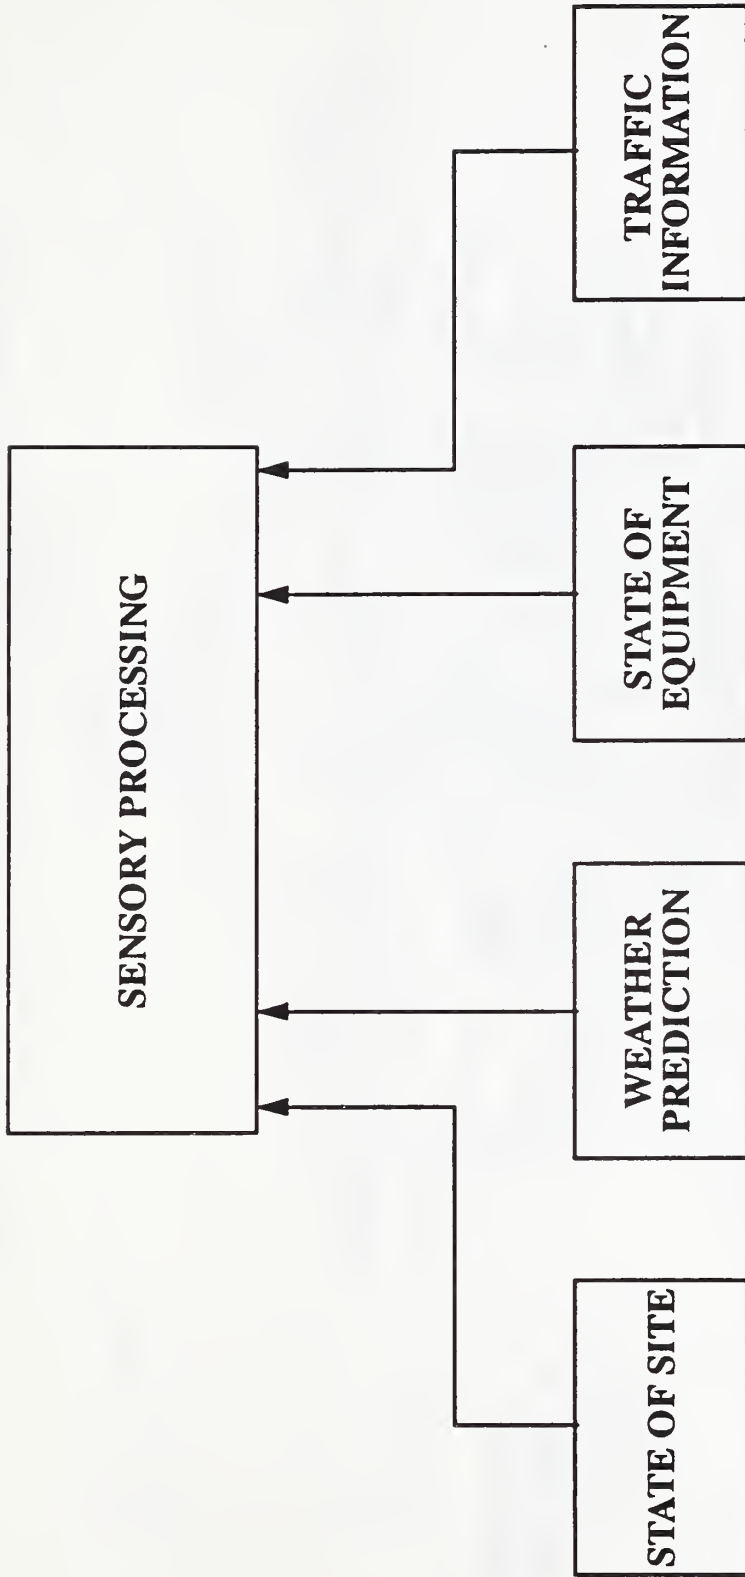 SENSORY PROCESSING
STATE OF SITE
WEATHER
PREDICTION
STATE OF
EQUIPMENT
TRAFFIC
INFORMATION